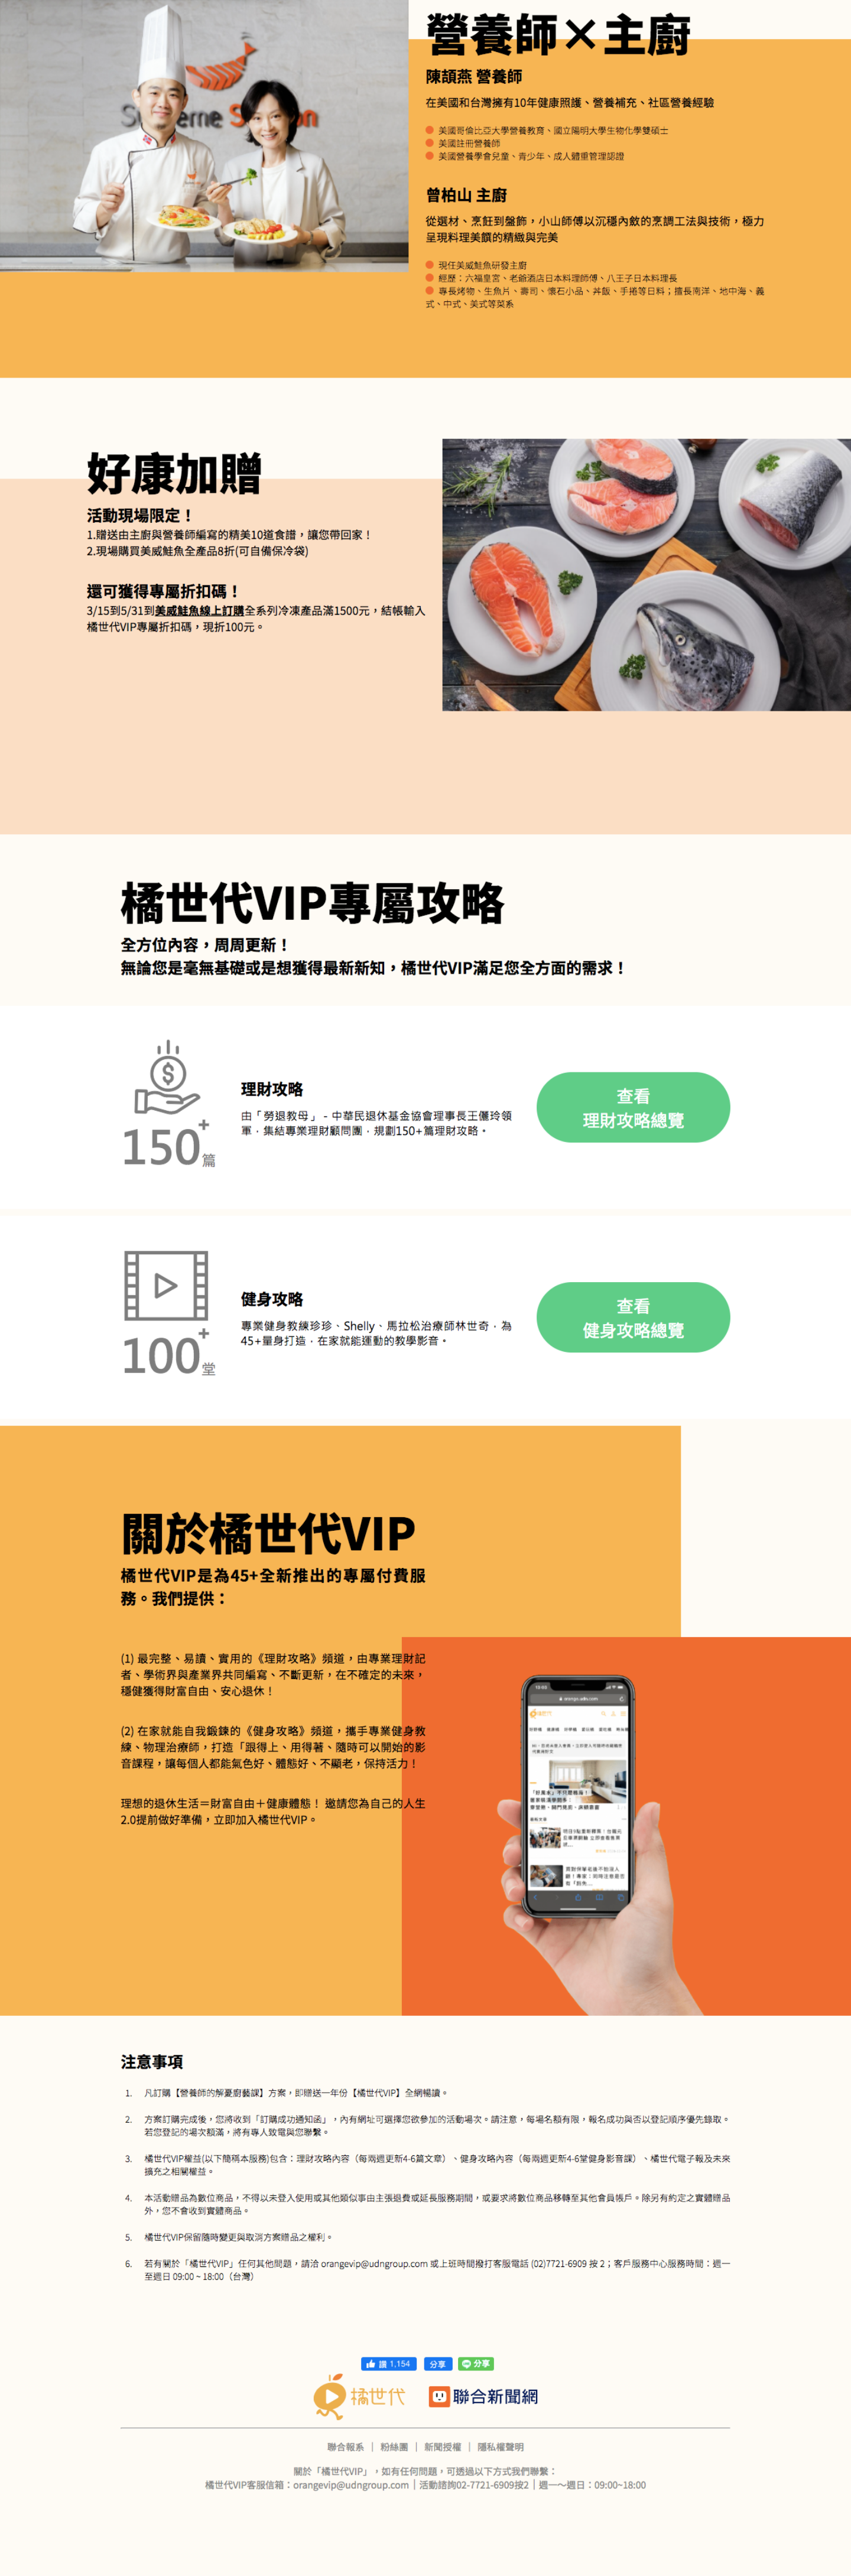 Supreme Salmon
營養師×主廚
陳頡燕 營養師
在美國和台灣擁有10年健康照護、營養補充、社區營養經驗
美國哥倫比亞大學營養教育、國立陽明大學生物化學雙碩士
美國註冊營養師
美國營養學會兒童、青少年、成人體重管理認證
曾柏山 主廚
從選材、烹飪到盤飾，小山師傅以沉穩內斂的烹調工法與技術，極力
呈現料理美饌的精緻與完美
現任美威鮭魚研發主廚
經歷：六福皇宮、老爺酒店日本料理師傅、八王子日本料理長
專長烤物、生魚片、壽司、懷石小品、丼飯、手捲等日料；擅長南洋、地中海、義
式、中式、美式等菜系
好康加贈
活動現場限定！
1.贈送由主廚與營養師編寫的精美10道食譜，讓您帶回家！
2.現場購買美威鮭魚全產品8折(可自備保冷袋)
還可獲得專屬折扣碼！
3/15到5/31到美威鮭魚線上訂購全系列冷凍產品滿1500元，結帳輸入
橘世代VIP專屬折扣碼，現折100元。
橘世代VIP專屬攻略
全方位內容，周周更新！
無論您是毫無基礎或是想獲得最新新知，橘世代VIP滿足您全方面的需求！
150+篇
理財攻略
由「勞退教母」 - 中華民退休基金協會理事長王儷玲領
軍，集結專業理財顧問團，規劃150+篇理財攻略。
查看
理財攻略總覽
100+堂
健身攻略
專業健身教練珍珍、Shelly、馬拉松治療師林世奇，為
45+量身打造，在家就能運動的教學影音。
查看
健身攻略總覽
關於橘世代VIP
橘世代VIP是為45+全新推出的專屬付費服
務。我們提供：
(1) 最完整、易讀、實用的《理財攻略》頻道，由專業理財記
者、學術界與產業界共同編寫、不斷更新，在不確定的未來，
穩健獲得財富自由、安心退休！
(2) 在家就能自我鍛鍊的《健身攻略》頻道，攜手專業健身教
練、物理治療師，打造「跟得上、用得著、隨時可以開始的影
音課程，讓每個人都能氣色好、體態好、不顯老，保持活力！
理想的退休生活＝財富自由＋健康體態！ 邀請您為自己的人生
2.0提前做好準備，立即加入橘世代VIP。
orange.udn.com
橘世代
注意事項
1. 凡訂購【營養師的解憂廚藝課】方案，即贈送一年份【橘世代VIP】全網暢讀。
2. 方案訂購完成後，您將收到「訂購成功通知函」，內有網址可選擇您欲參加的活動場次。請注意，每場名額有限，報名成功與否以登記順序優先錄取。
若您登記的場次額滿，將有專人致電與您聯繫。
3. 橘世代VIP權益(以下簡稱本服務)包含：理財攻略內容（每兩週更新4-6篇文章）、健身攻略內容（每兩週更新4-6堂健身影音課）、橘世代電子報及未來
擴充之相關權益。
4. 本活動贈品為數位商品，不得以未登入使用或其他類似事由主張退費或延長服務期間，或要求將數位商品移轉至其他會員帳戶。除另有約定之實體贈品
外，您不會收到實體商品。
5. 橘世代VIP保留隨時變更與取消方案贈品之權利。
6. 若有關於「橘世代VIP」任何其他問題，請洽 orangevip@udngroup.com 或上班時間撥打客服電話 (02)7721-6909 按 2；客戶服務中心服務時間：週一
至週日 09:00 ~ 18:00（台灣）
讚 1,154 分享 分享
橘世代 聯合新聞網
聯合報系 | 粉絲團 | 新聞授權 | 隱私權聲明
關於「橘世代VIP」，如有任何問題，可透過以下方式我們聯繫：
橘世代VIP客服信箱：orangevip@udngroup.com | 活動諮詢02-7721-6909按2 | 週一～週日：09:00~18:00